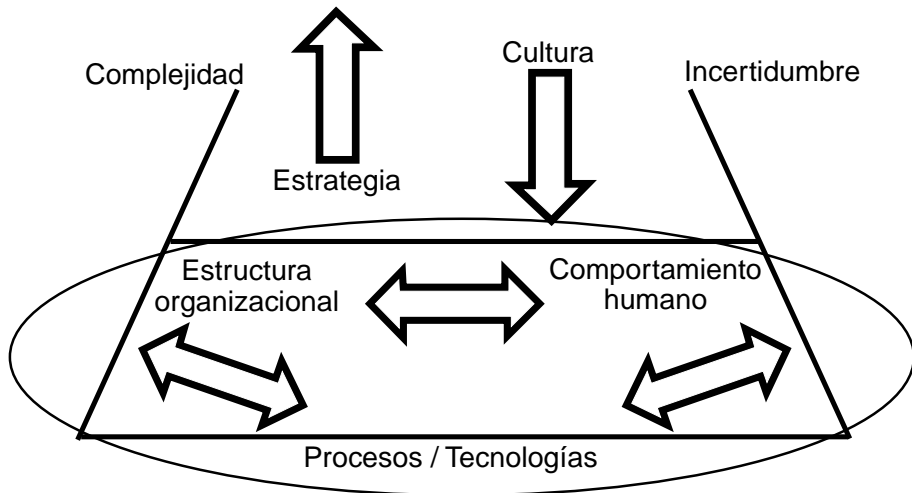 Cultura
Complejidad
Incertidumbre
Estrategia
Estructura
organizacional
Comportamiento
humano
Procesos / Tecnologías